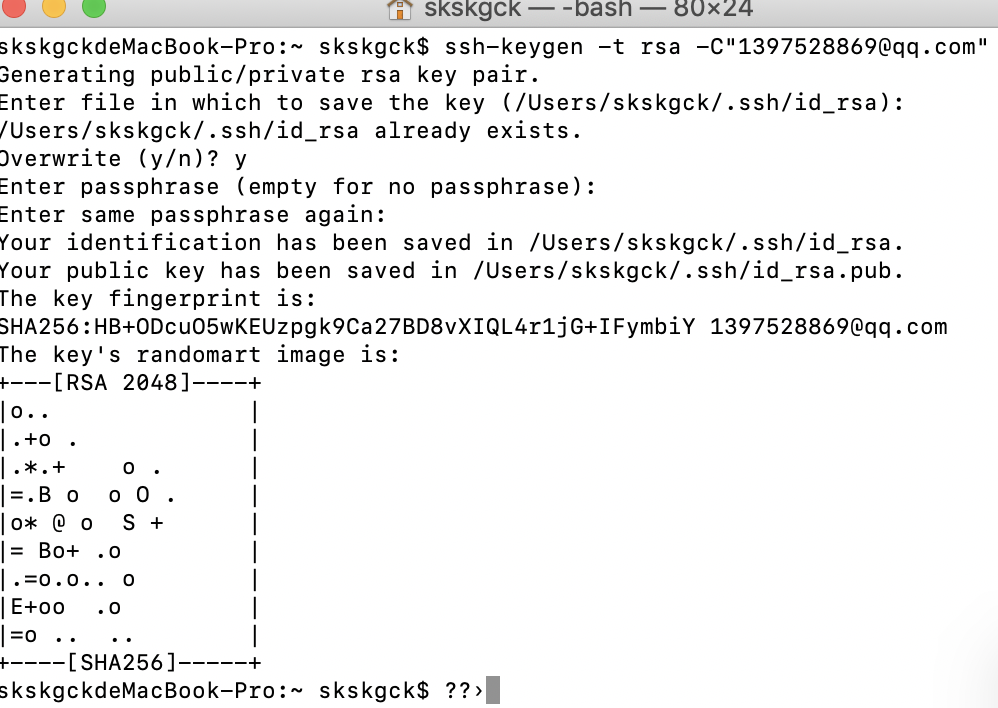 skskgck — -bash — 80×24
skskgckdeMacBook-Pro:~ skskgck$ ssh-keygen -t rsa -C"1397528869@qq.com"
Generating public/private rsa key pair.
Enter file in which to save the key (/Users/skskgck/.ssh/id_rsa):
/Users/skskgck/.ssh/id_rsa already exists.
Overwrite (y/n)? y
Enter passphrase (empty for no passphrase):
Enter same passphrase again:
Your identification has been saved in /Users/skskgck/.ssh/id_rsa.
Your public key has been saved in /Users/skskgck/.ssh/id_rsa.pub.
The key fingerprint is:
SHA256:HB+ODcuO5wKEUzpgk9Ca27BD8vXIQL4r1jG+IFymbiY 1397528869@qq.com
The key's randomart image is:
+---[RSA 2048]----+
|o..              |
|.+o .            |
|.*.+    o .      |
|=.B o  o O .     |
|o* @ o  S +      |
|= Bo+ .o         |
|.=o.o.. o        |
|E+oo  .o         |
|=o ..  ..        |
+----[SHA256]-----+
skskgckdeMacBook-Pro:~ skskgck$ ??›